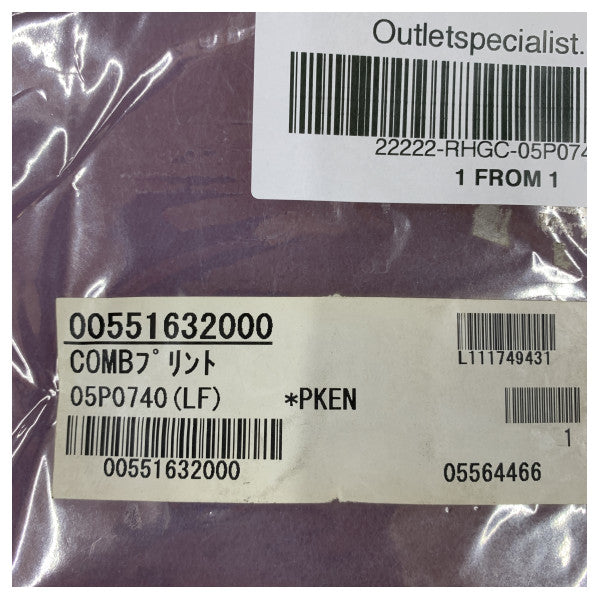 Outletspecialist.
22222-RHGC-05P074
1 FROM 1
00551632000
COMBプリント
05P0740(LF) *PKEN
00551632000
L111749431
1
05564466